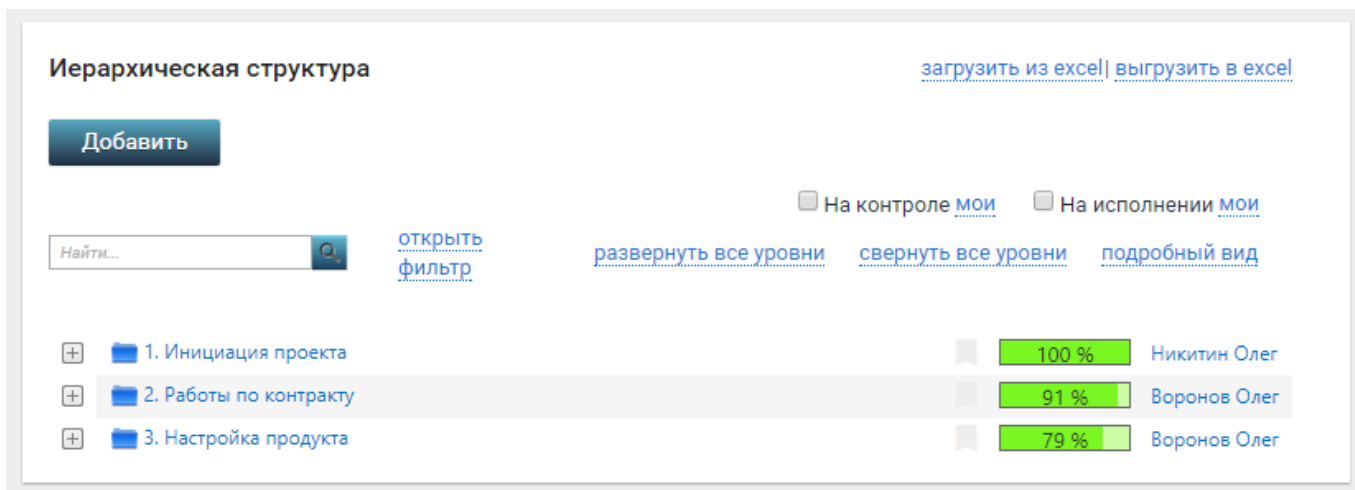 Иерархическая структура
загрузить из excel| выгрузить в excel
Добавить
На контроле мои На исполнении мои
Найти...
открыть
фильтр
развернуть все уровни свернуть все уровни подробный вид
1. Инициация проекта 100 % Никитин Олег
2. Работы по контракту 91 % Воронов Олег
3. Настройка продукта 79 % Воронов Олег